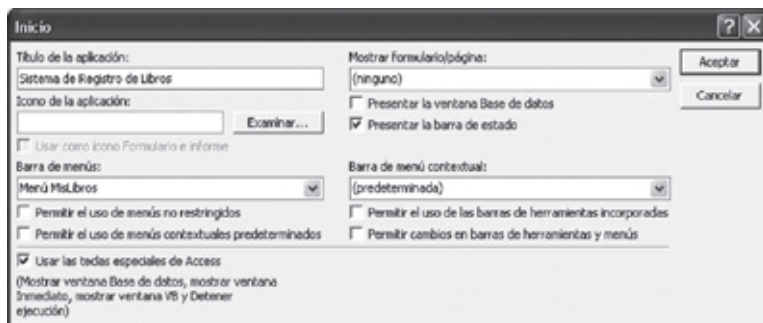 Inicio
Título de la aplicación:
Sistema de Registro de Libros
Icono de la aplicación:
Examinar...
Usar como icono Formulario e informe
Barra de menús:
Menú MisLibros
Permitir el uso de menús no restringidos
Permitir el uso de menús contextuales predeterminados
Mostrar formulario/página:
(ninguno)
Presentar la ventana Base de datos
Presentar la barra de estado
Barra de menú contextual:
(predeterminada)
Permitir el uso de las barras de herramientas incorporadas
Permitir cambios en barras de herramientas y menús
Aceptar
Cancelar
Usar las teclas especiales de Access
(Mostrar ventana Base de datos, mostrar ventana
Inmediato, mostrar ventana VB y Detener
ejecución)